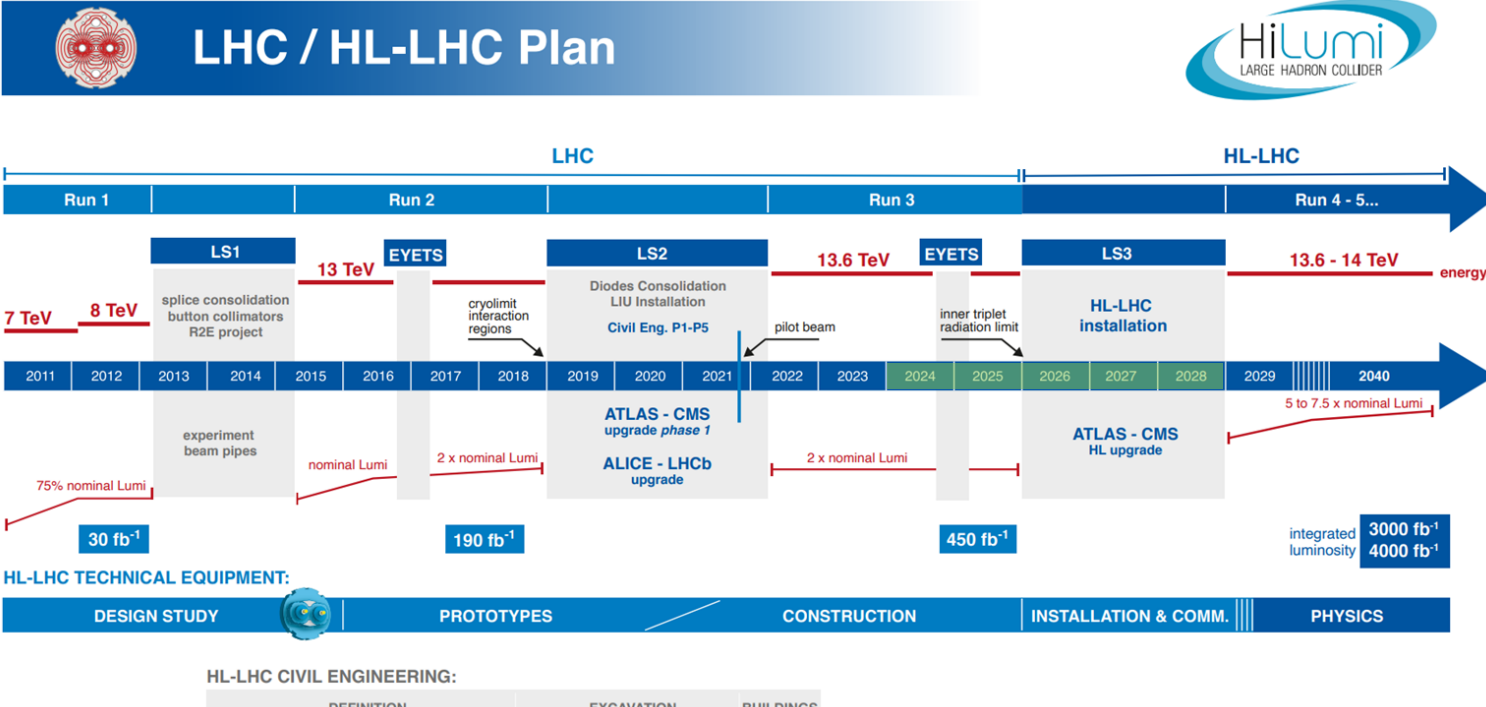 LHC / HL-LHC Plan
HiLumi
LARGE HADRON COLLIDER
LHC
HL-LHC
Run 1
Run 2
Run 3
Run 4 - 5...
LS1
EYETS
LS2
EYETS
LS3
13 TeV
13.6 TeV
13.6 - 14 TeV
energy
7 TeV
8 TeV
splice consolidation
button collimators
R2E project
cryolimit
interaction
regions
Diodes Consolidation
LIU Installation
Civil Eng. P1-P5
pilot beam
inner triplet
radiation limit
HL-LHC
installation
2011 2012 2013 2014 2015 2016 2017 2018 2019 2020 2021 2022 2023 2024 2025 2026 2027 2028 2029 2040
5 to 7.5 x nominal Lumi
experiment
beam pipes
ATLAS - CMS
upgrade phase 1
ALICE - LHCb
upgrade
ATLAS - CMS
HL upgrade
75% nominal Lumi
nominal Lumi
2 x nominal Lumi
2 x nominal Lumi
30 fb⁻¹
190 fb⁻¹
450 fb⁻¹
integrated
luminosity
3000 fb⁻¹
4000 fb⁻¹
HL-LHC TECHNICAL EQUIPMENT:
DESIGN STUDY
PROTOTYPES
CONSTRUCTION
INSTALLATION & COMM.
PHYSICS
HL-LHC CIVIL ENGINEERING:
DEFINITION
EXCAVATION
BUILDINGS